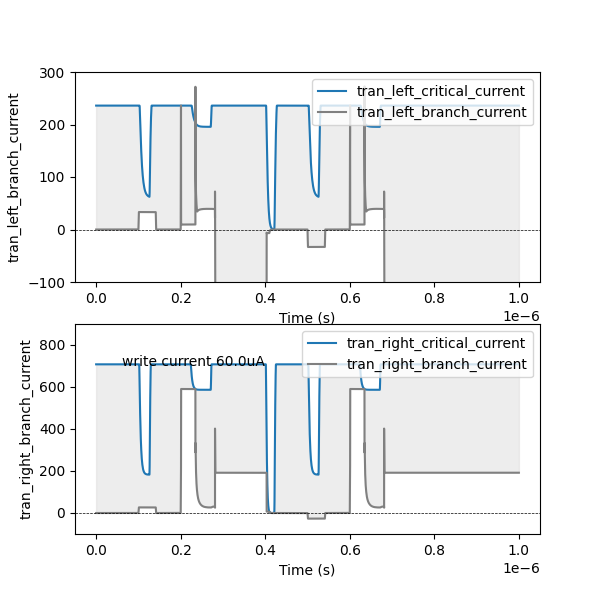 300
200
100
0
−100
tran_left_branch_current
tran_left_critical_current
tran_left_branch_current
0.0 0.2 0.4 0.6 0.8 1.0
Time (s)
1e−6
800
600
400
200
0
tran_right_branch_current
write current 60.0uA
tran_right_critical_current
tran_right_branch_current
0.0 0.2 0.4 0.6 0.8 1.0
Time (s)
1e−6